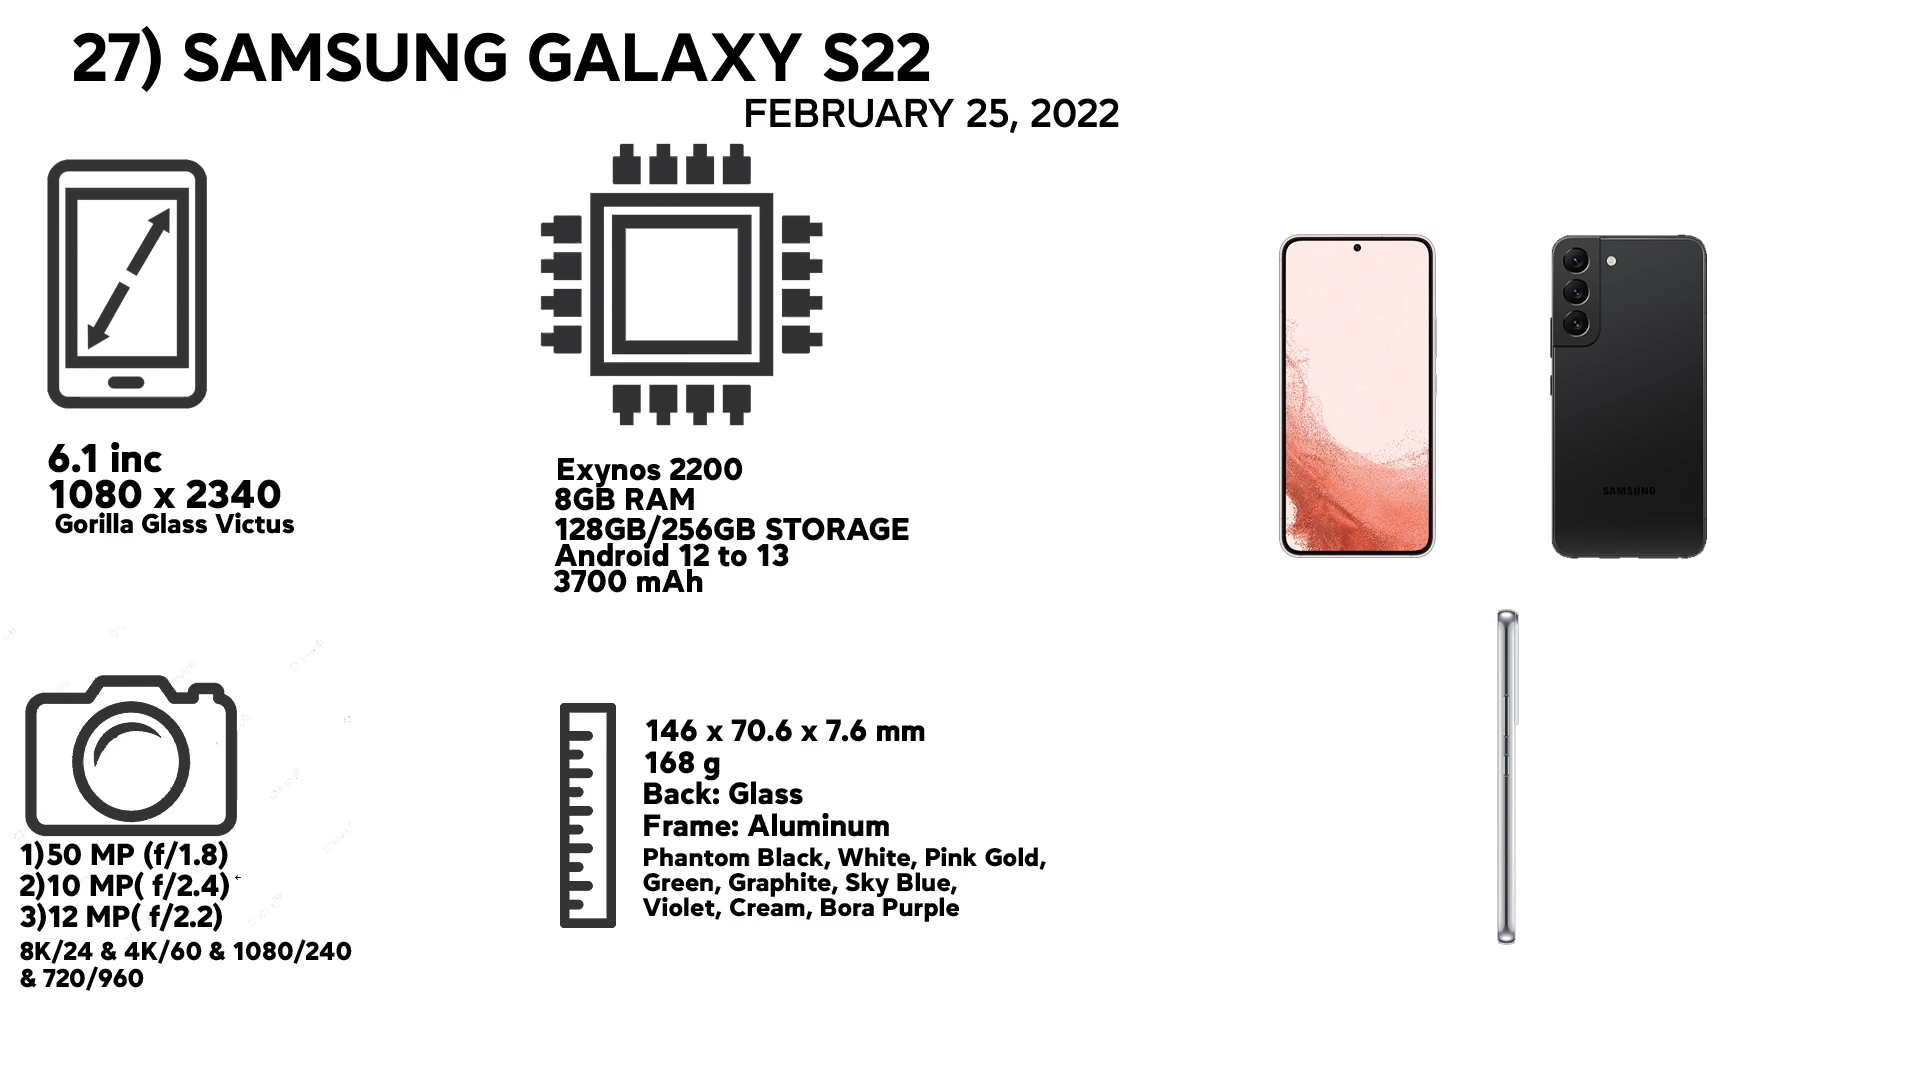 27) SAMSUNG GALAXY S22
FEBRUARY 25, 2022
6.1 inc
1080 x 2340
Gorilla Glass Victus
Exynos 2200
8GB RAM
128GB/256GB STORAGE
Android 12 to 13
3700 mAh
SAMSUNG
1)50 MP (f/1.8)
2)10 MP( f/2.4)
3)12 MP( f/2.2)
8K/24 & 4K/60 & 1080/240
& 720/960
146 x 70.6 x 7.6 mm
168 g
Back: Glass
Frame: Aluminum
Phantom Black, White, Pink Gold,
Green, Graphite, Sky Blue,
Violet, Cream, Bora Purple